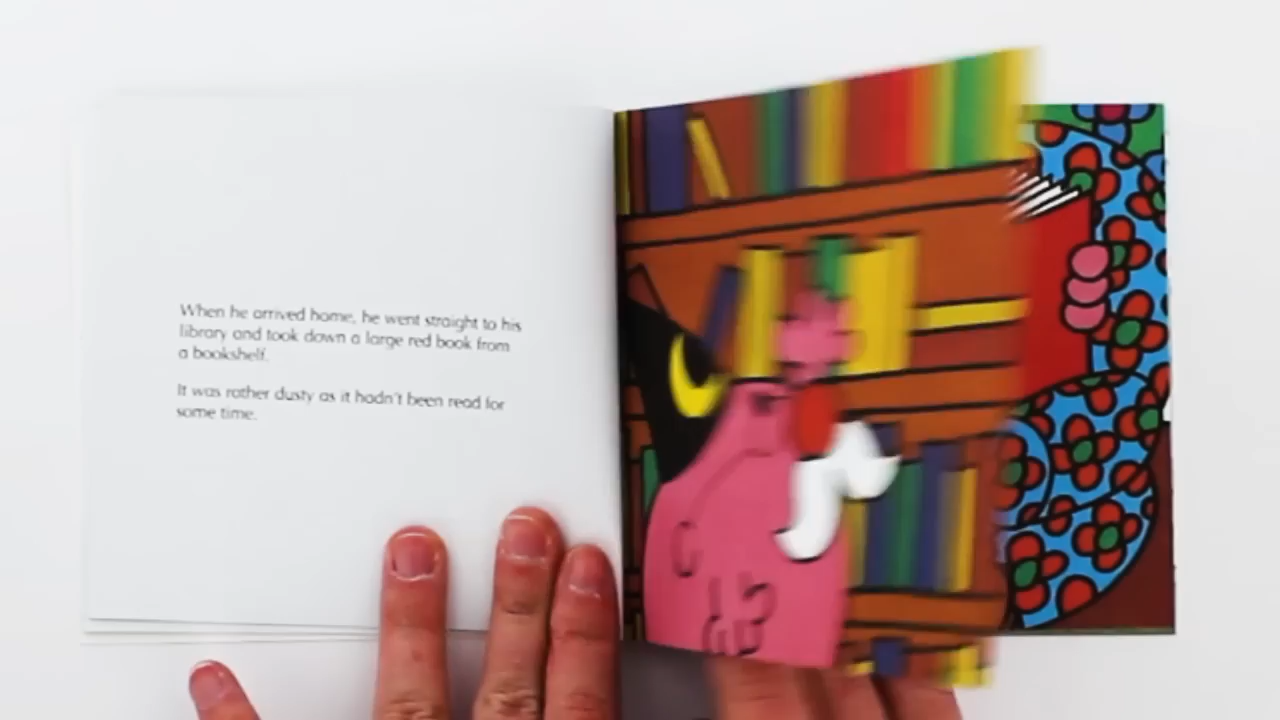 When he arrived home, he went straight to his
library and took down a large red book from
a bookshelf.
It was rather dusty as it hadn't been read for
some time.